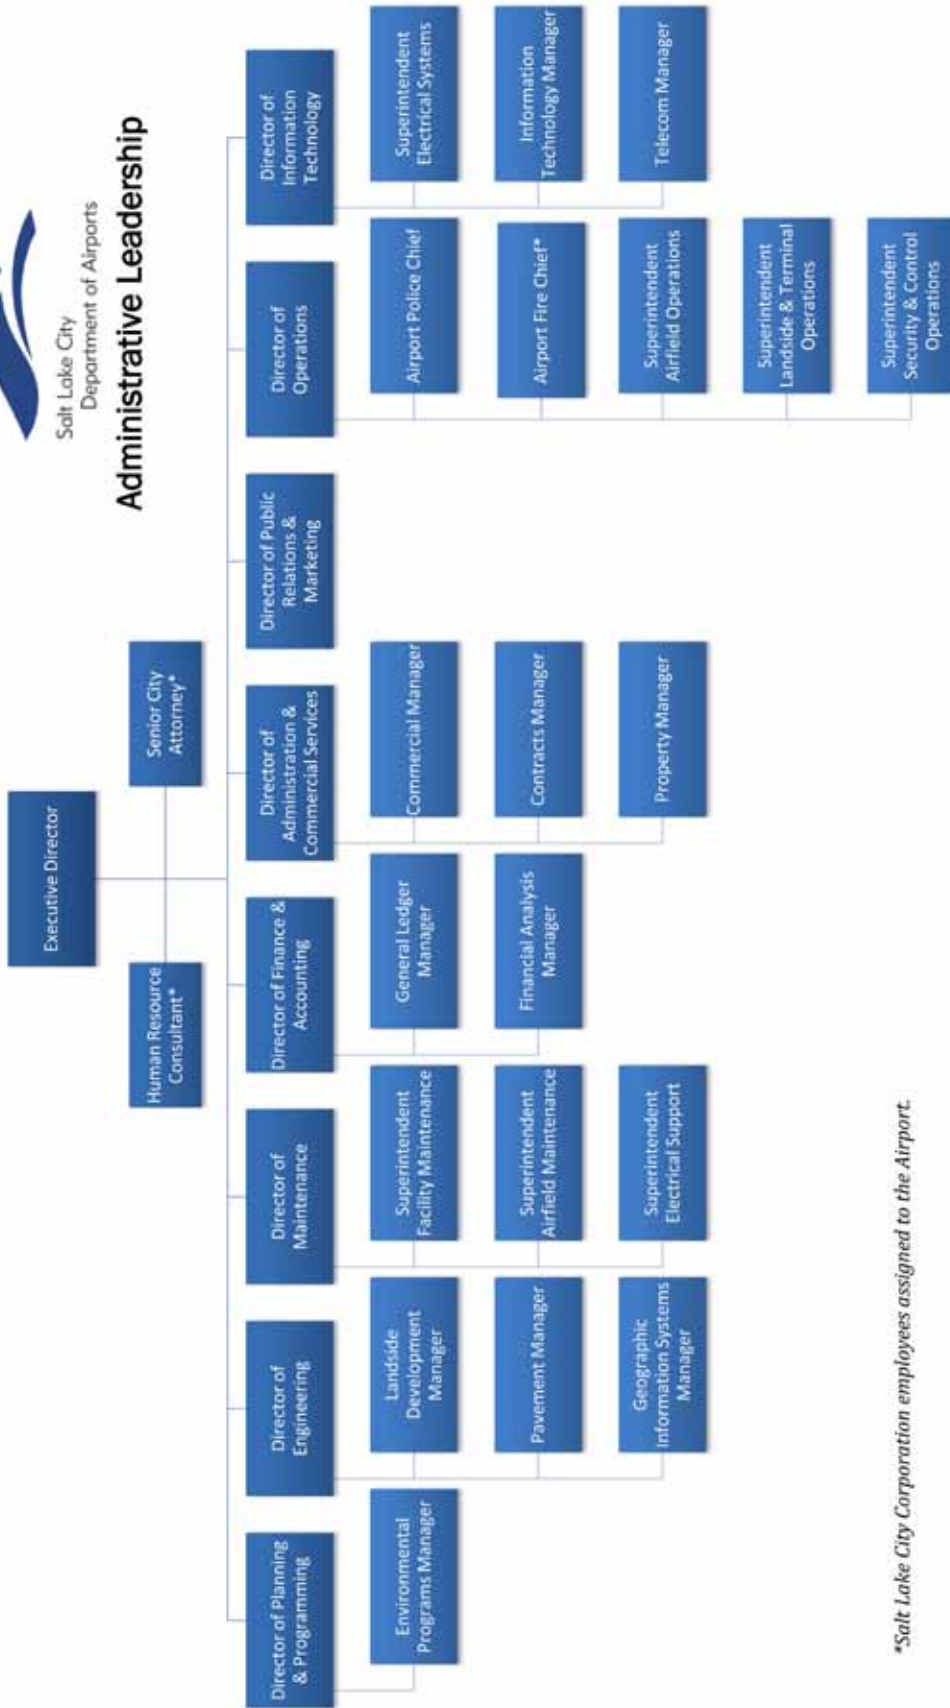 Salt Lake City
Department of Airports
Administrative Leadership
Executive Director
Human Resource
Consultant*
Senior City
Attorney*
Director of Planning
& Programming
Environmental
Programs Manager
Director of
Engineering
Landside
Development
Manager
Pavement Manager
Geographic
Information Systems
Manager
Director of
Maintenance
Superintendent
Facility Maintenance
Superintendent
Airfield Maintenance
Superintendent
Electrical Support
Director of Finance &
Accounting
General Ledger
Manager
Financial Analysis
Manager
Director of
Administration &
Commercial Services
Commercial Manager
Contracts Manager
Property Manager
Director of Public
Relations &
Marketing
Director of
Operations
Airport Police Chief
Airport Fire Chief*
Superintendent
Airfield Operations
Superintendent
Landside & Terminal
Operations
Superintendent
Security & Control
Operations
Director of
Information
Technology
Superintendent
Electrical Systems
Information
Technology Manager
Telecom Manager
*Salt Lake City Corporation employees assigned to the Airport.